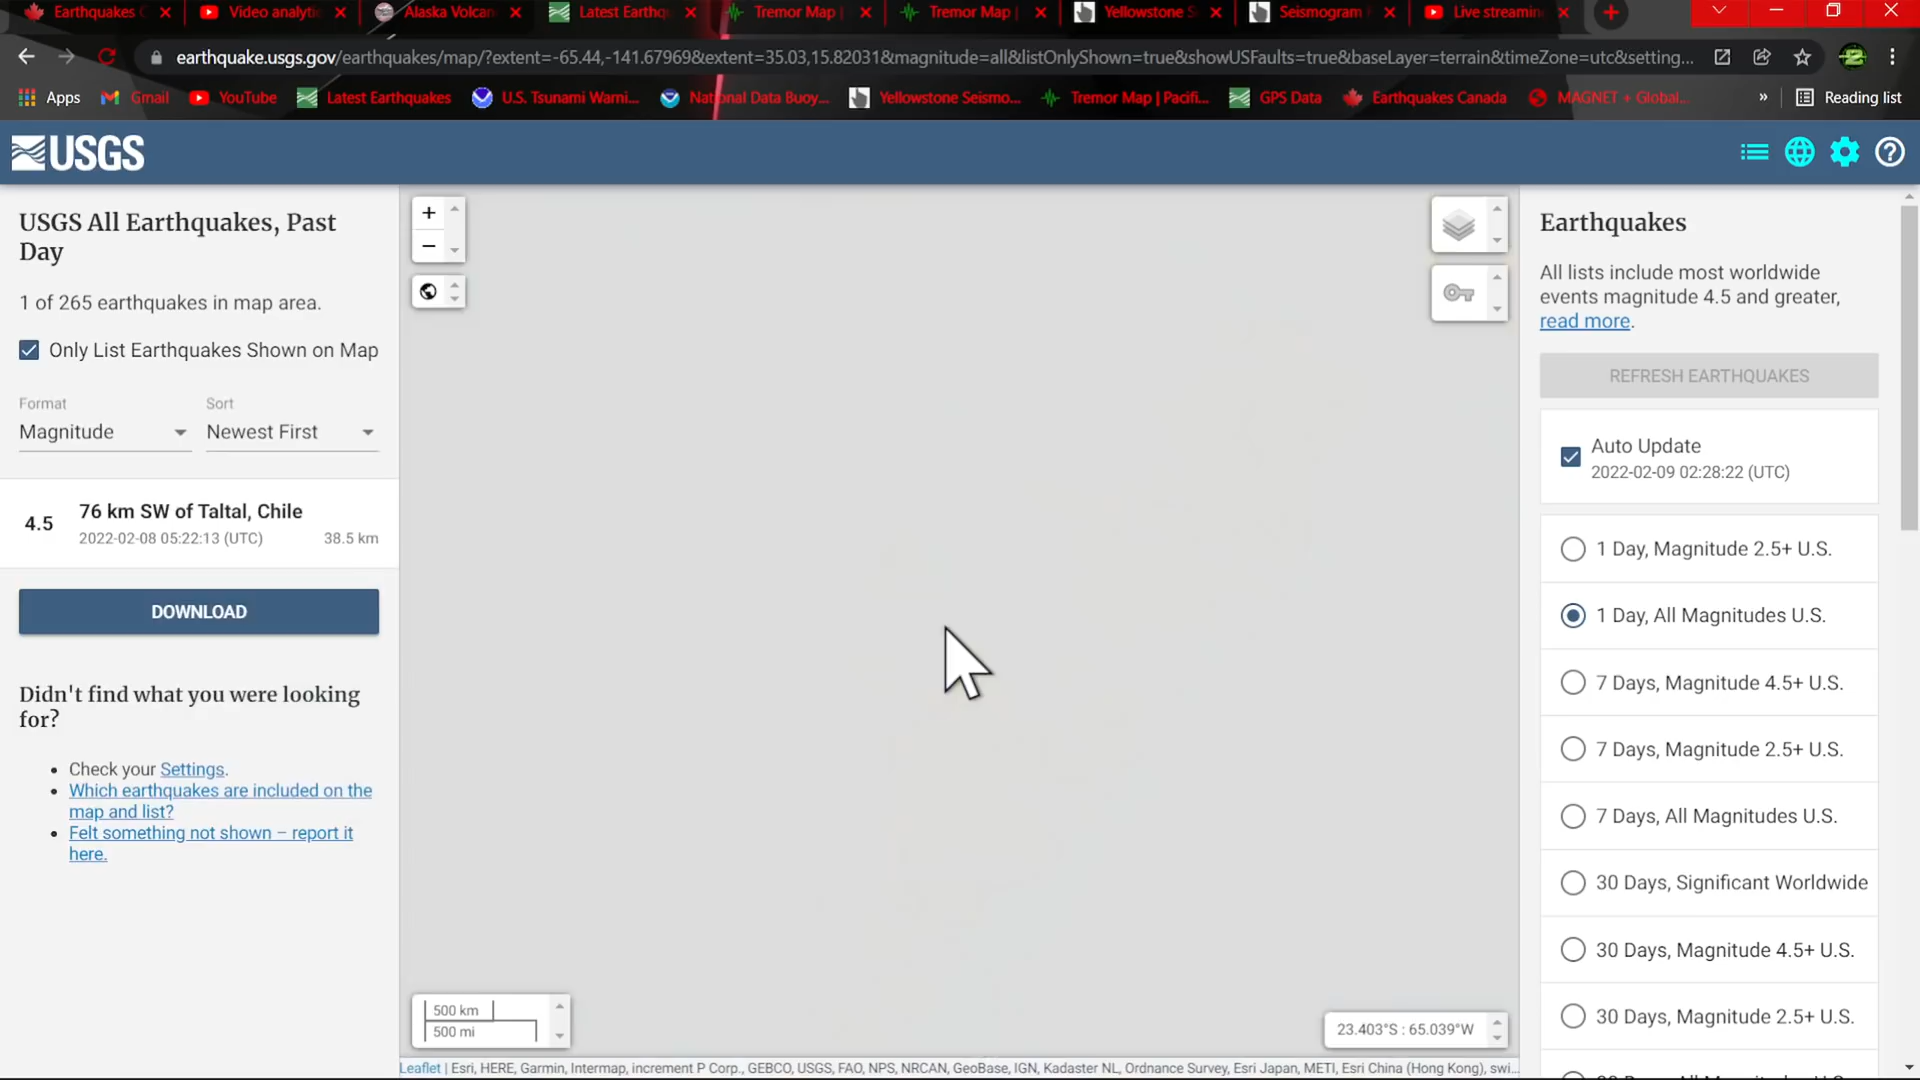 Earthquakes C
Video analytic
Alaska Volcan
Latest Earthqu
Tremor Map |
Tremor Map |
Yellowstone S
Seismogram
Live streamin
earthquake.usgs.gov/earthquakes/map/?extent=-65.44,-141.67969&extent=35.03,15.82031&magnitude=all&listOnlyShown=true&showUSFaults=true&baseLayer=terrain&timeZone=utc&setting...
Apps
Gmail
YouTube
Latest Earthquakes
U.S. Tsunami Warni...
National Data Buoy...
Yellowstone Seismo...
Tremor Map | Pacifi...
GPS Data
Earthquakes Canada
MAGNET + Global...
»
Reading list
USGS
USGS All Earthquakes, Past
Day
1 of 265 earthquakes in map area.
Only List Earthquakes Shown on Map
Format
Sort
Magnitude
Newest First
4.5
76 km SW of Taltal, Chile
2022-02-08 05:22:13 (UTC)
38.5 km
DOWNLOAD
Didn't find what you were looking
for?
• Check your Settings.
• Which earthquakes are included on the
map and list?
• Felt something not shown – report it
here.
+
−
500 km
500 mi
23.403°S : 65.039°W
Leaflet | Esri, HERE, Garmin, Intermap, increment P Corp., GEBCO, USGS, FAO, NPS, NRCAN, GeoBase, IGN, Kadaster NL, Ordnance Survey, Esri Japan, METI, Esri China (Hong Kong), swi...
Earthquakes
All lists include most worldwide
events magnitude 4.5 and greater,
read more.
REFRESH EARTHQUAKES
Auto Update
2022-02-09 02:28:22 (UTC)
1 Day, Magnitude 2.5+ U.S.
1 Day, All Magnitudes U.S.
7 Days, Magnitude 4.5+ U.S.
7 Days, Magnitude 2.5+ U.S.
7 Days, All Magnitudes U.S.
30 Days, Significant Worldwide
30 Days, Magnitude 4.5+ U.S.
30 Days, Magnitude 2.5+ U.S.